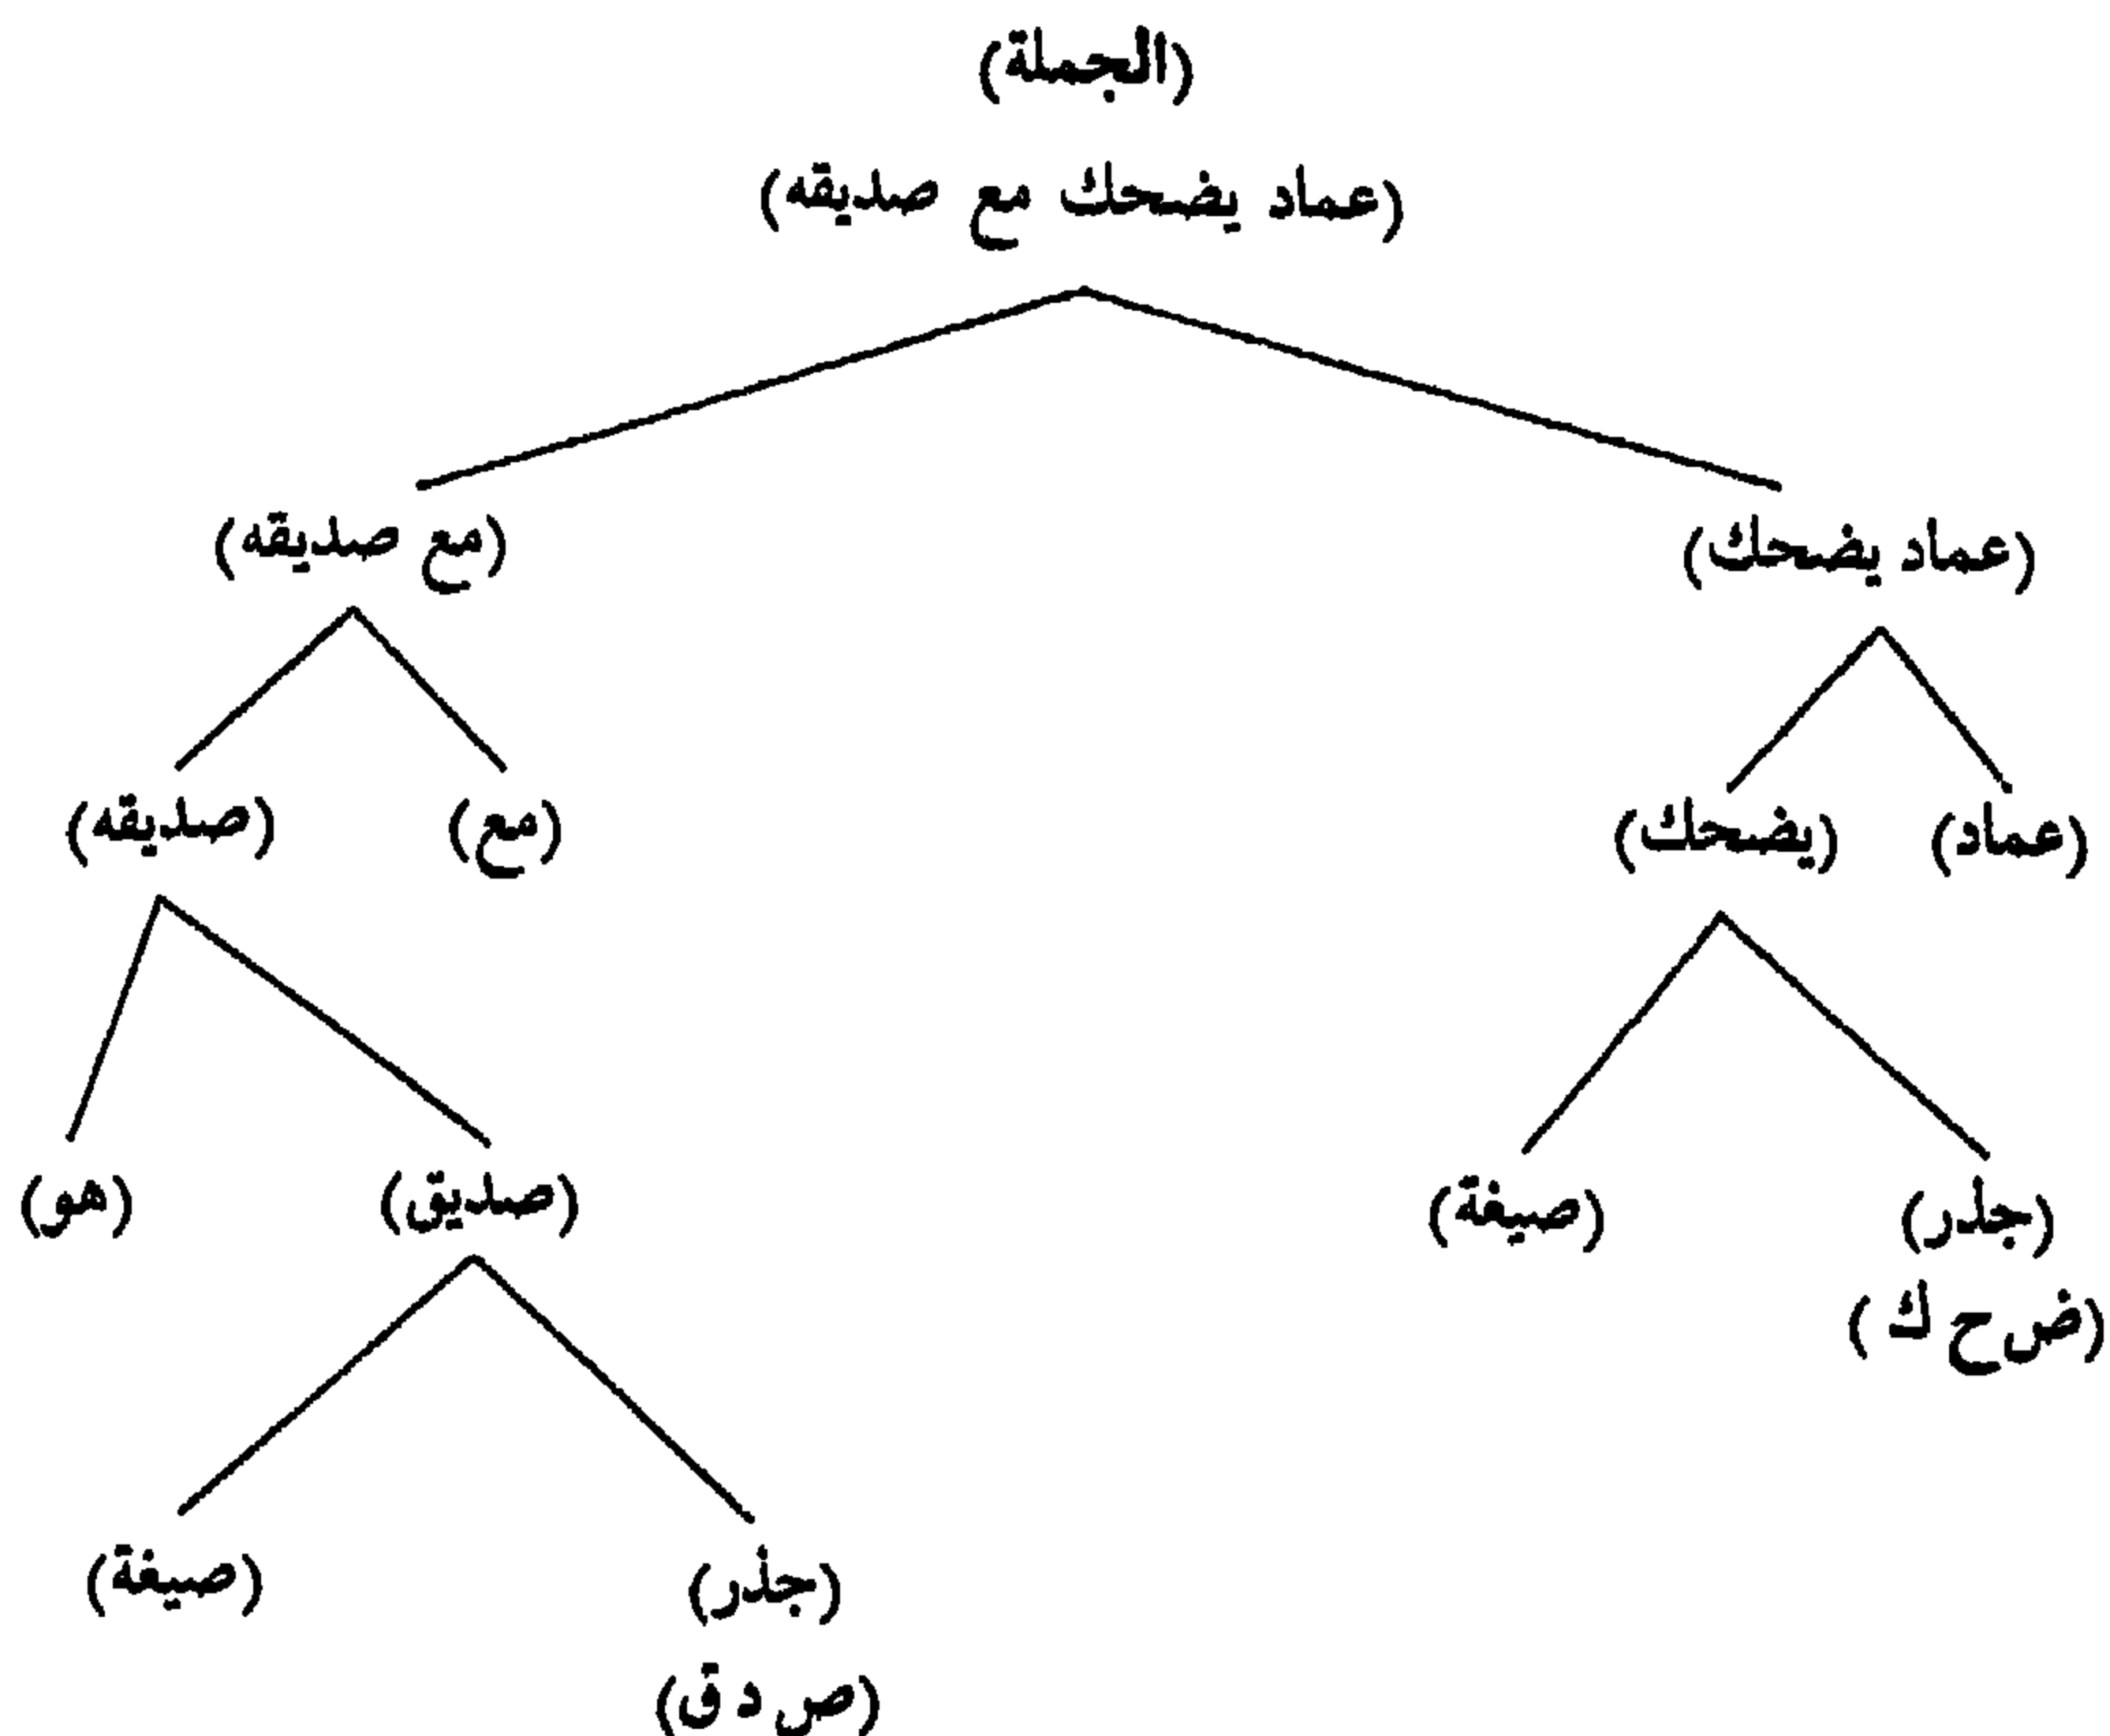 (الجملة)
(عماد يضحك مع صديقه)
(عماد يضحك) (مع صديقه)
(عماد) (يضحك) (مع) (صديقه)
(جذر) (صيغة) (صديق) (هو)
(ض ح ك)
(جذر) (صيغة)
(ص د ق)